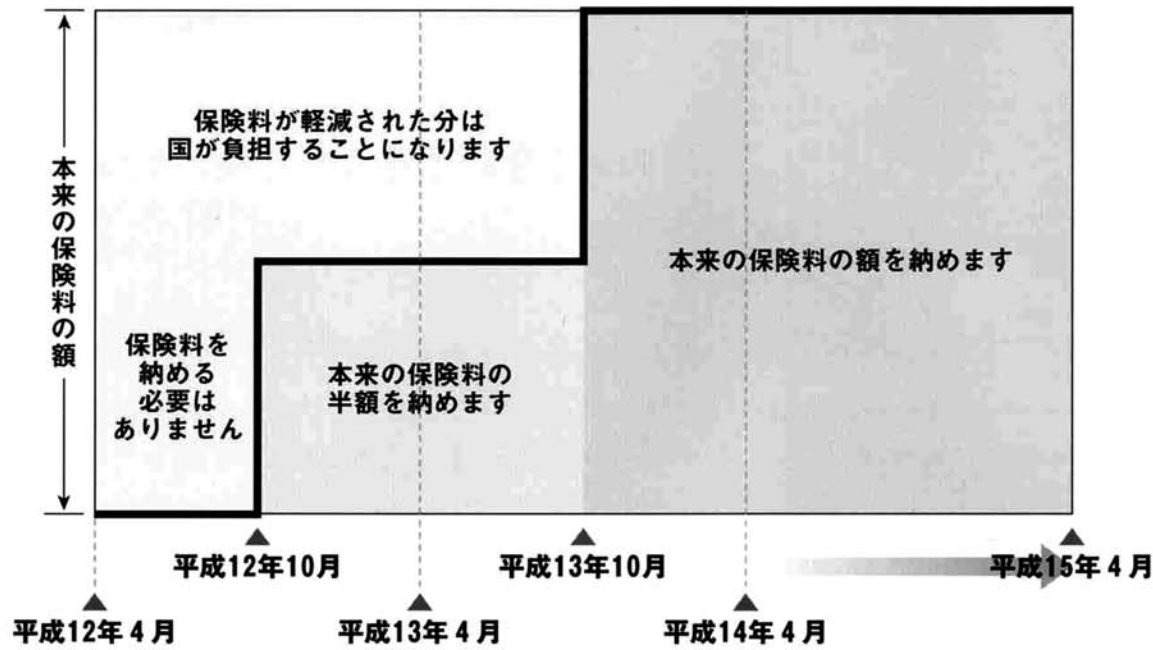 本来の保険料の額
保険料が軽減された分は
国が負担することになります
本来の保険料の額を納めます
保険料を
納める
必要は
ありません
本来の保険料の
半額を納めます
平成12年10月
平成13年10月
平成15年4月
平成12年4月
平成13年4月
平成14年4月